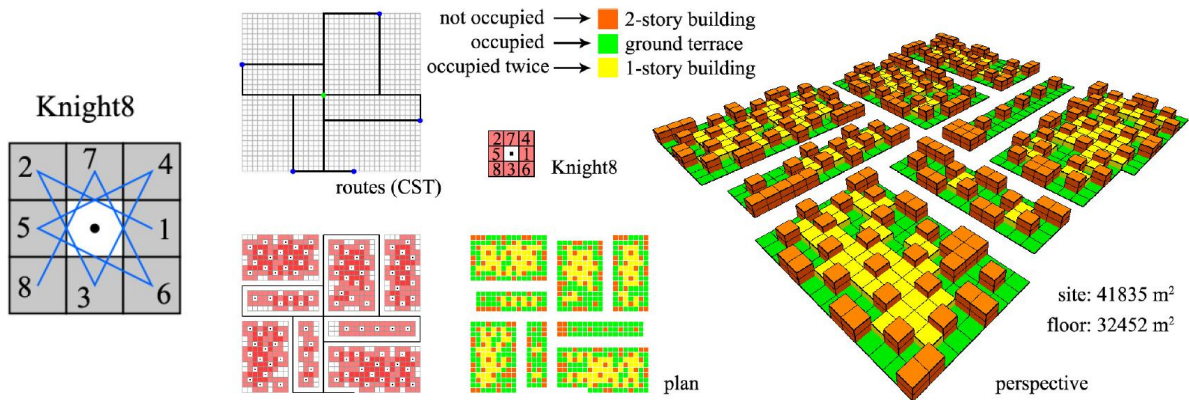 Knight8
2 7 4
5 1
8 3 6
routes (CST)
not occupied → 2-story building
occupied → ground terrace
occupied twice → 1-story building
2 7 4
5 1
8 3 6
Knight8
plan
site: 41835 m²
floor: 32452 m²
perspective